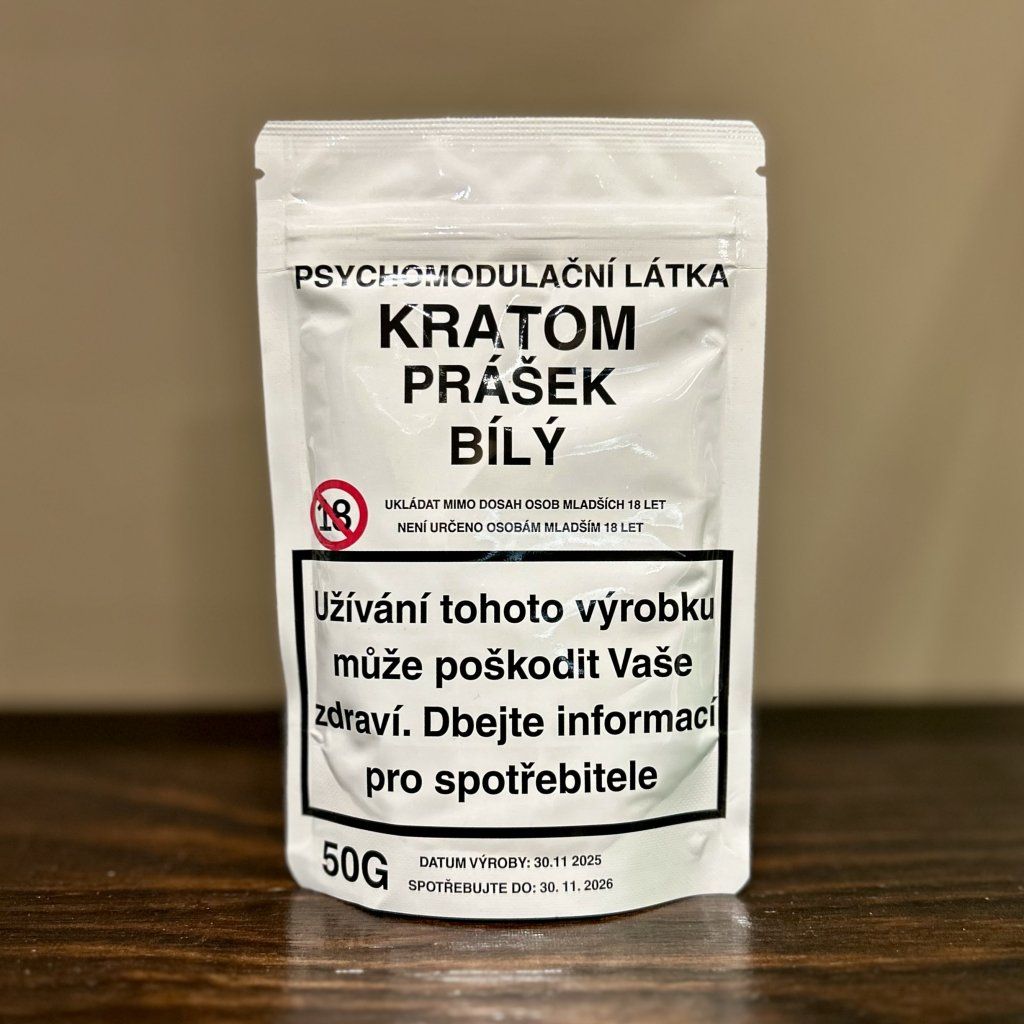 PSYCHOMODULAČNÍ LÁTKA
KRATOM
PRÁŠEK
BÍLÝ
18
UKLÁDAT MIMO DOSAH OSOB MLADŠÍCH 18 LET
NENÍ URČENO OSOBÁM MLADŠÍM 18 LET
Užívání tohoto výrobku
může poškodit Vaše
zdraví. Dbejte informací
pro spotřebitele
50G
DATUM VÝROBY: 30.11 2025
SPOTŘEBUJTE DO: 30. 11. 2026